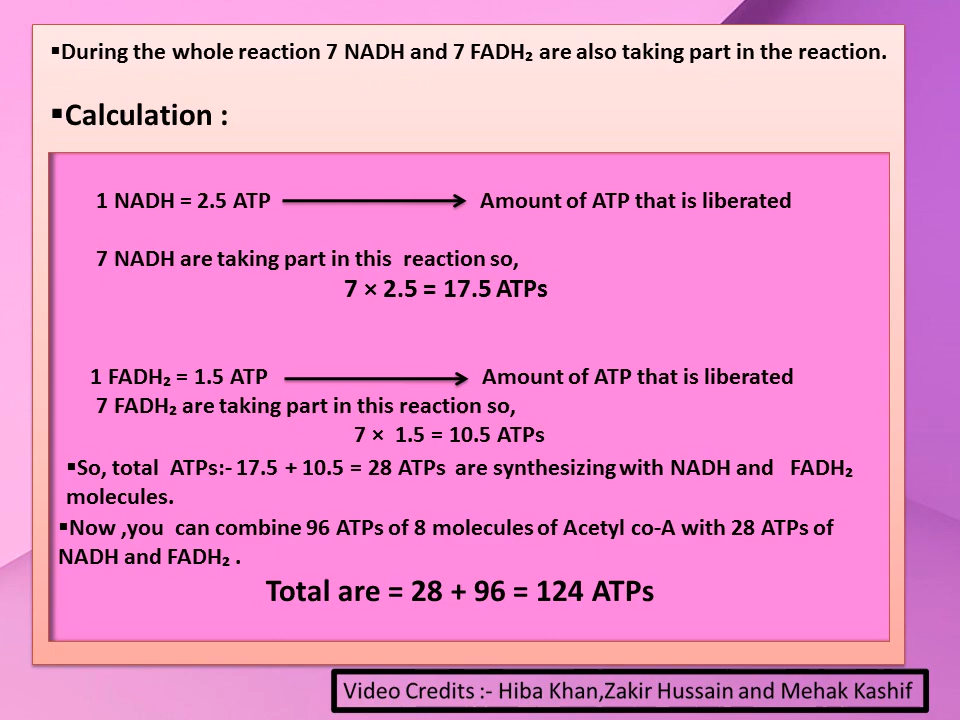 ▪During the whole reaction 7 NADH and 7 FADH₂ are also taking part in the reaction.
▪Calculation :
1 NADH = 2.5 ATP ⟶ Amount of ATP that is liberated
7 NADH are taking part in this reaction so,
7 × 2.5 = 17.5 ATPs
1 FADH₂ = 1.5 ATP ⟶ Amount of ATP that is liberated
7 FADH₂ are taking part in this reaction so,
7 × 1.5 = 10.5 ATPs
▪So, total ATPs:- 17.5 + 10.5 = 28 ATPs are synthesizing with NADH and FADH₂
molecules.
▪Now ,you can combine 96 ATPs of 8 molecules of Acetyl co-A with 28 ATPs of
NADH and FADH₂ .
Total are = 28 + 96 = 124 ATPs
Video Credits :- Hiba Khan,Zakir Hussain and Mehak Kashif